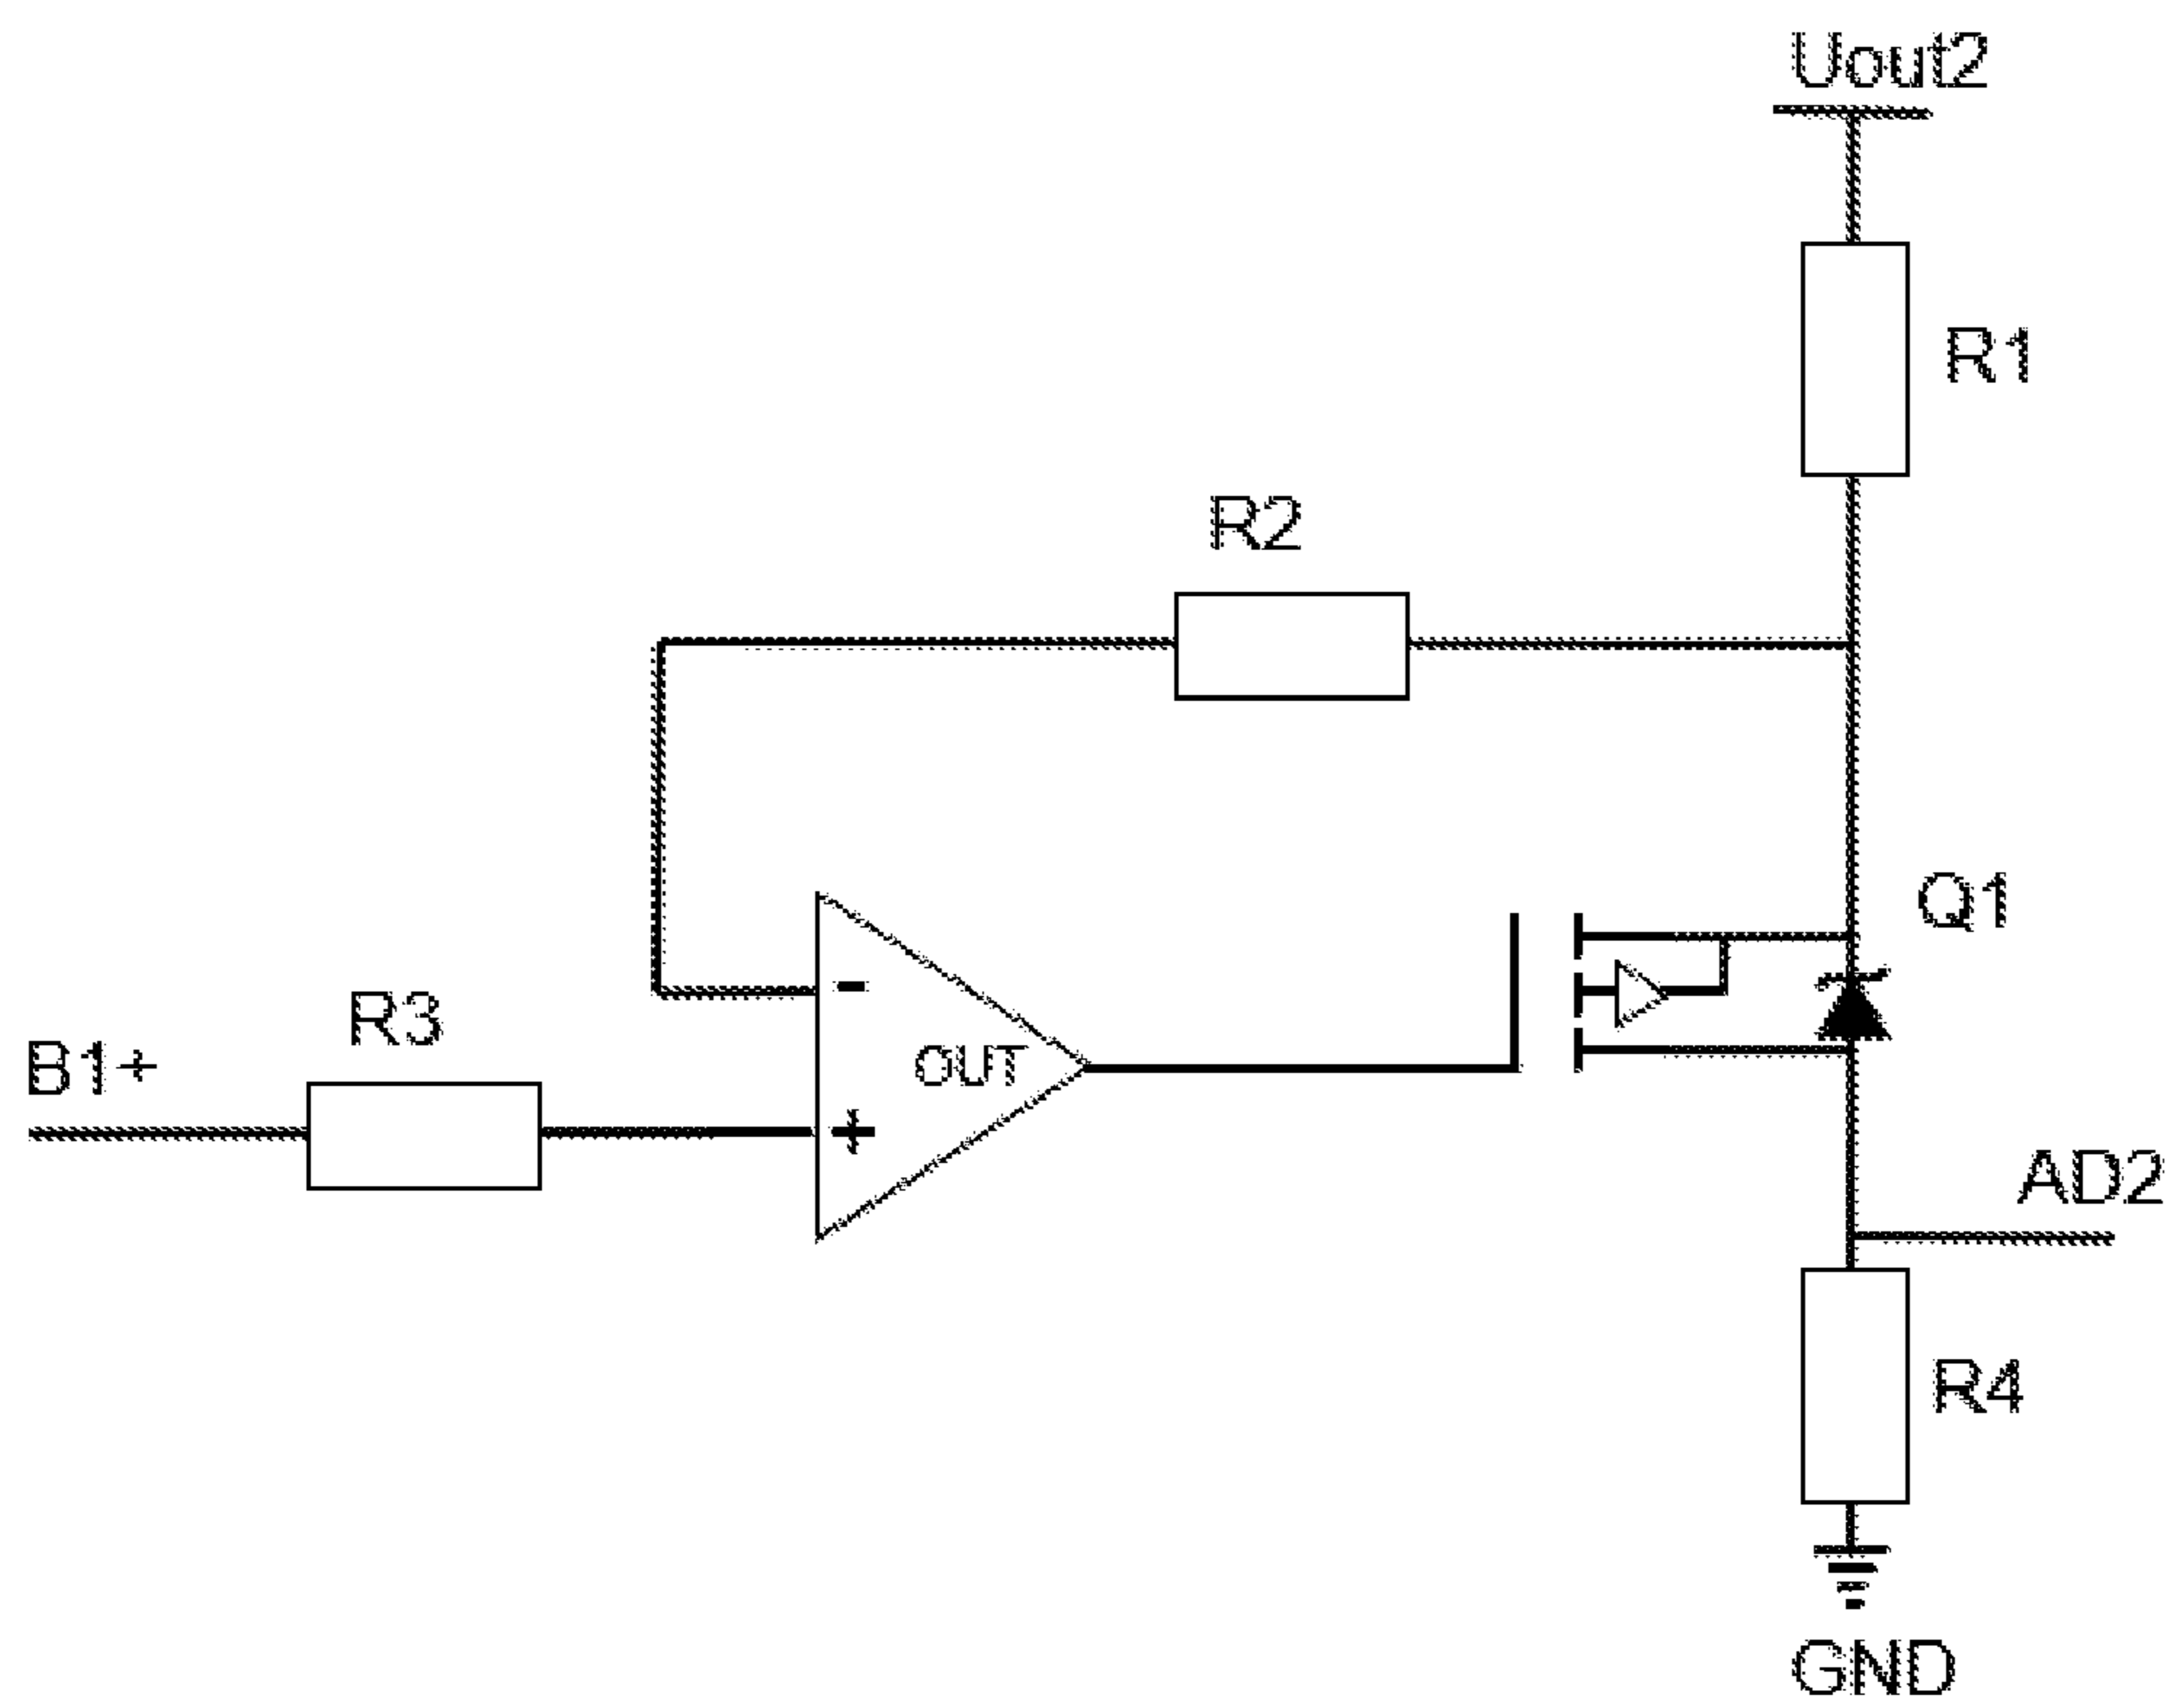 Uout2
R1
R2
Q1
R3
B1+
-
OUT
+
AD2
R4
GND